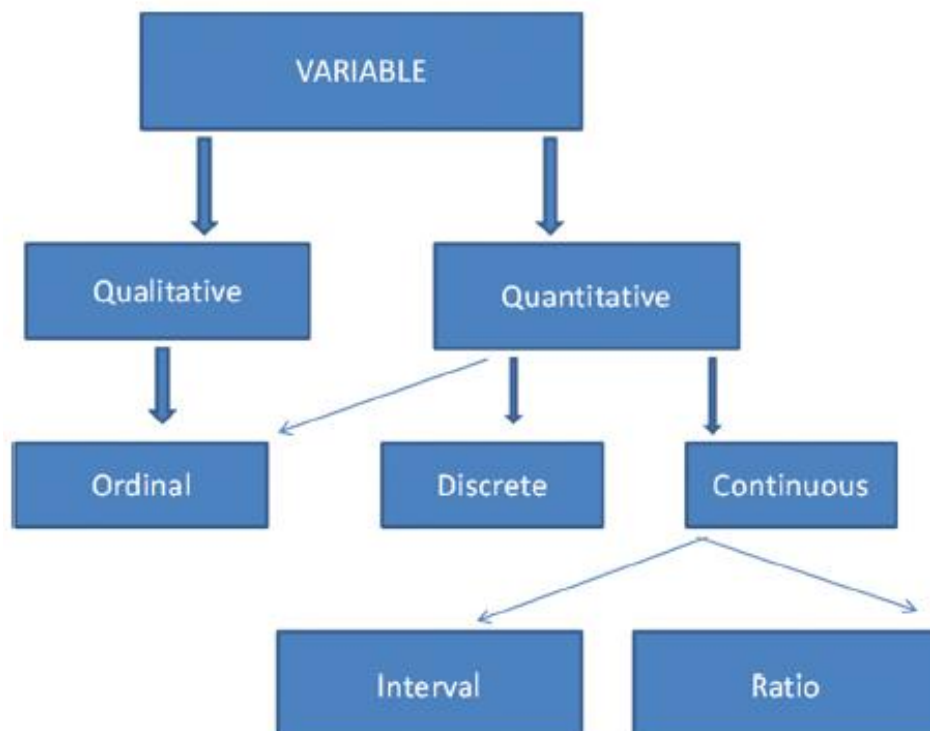 VARIABLE
Qualitative
Quantitative
Ordinal
Discrete
Continuous
Interval
Ratio